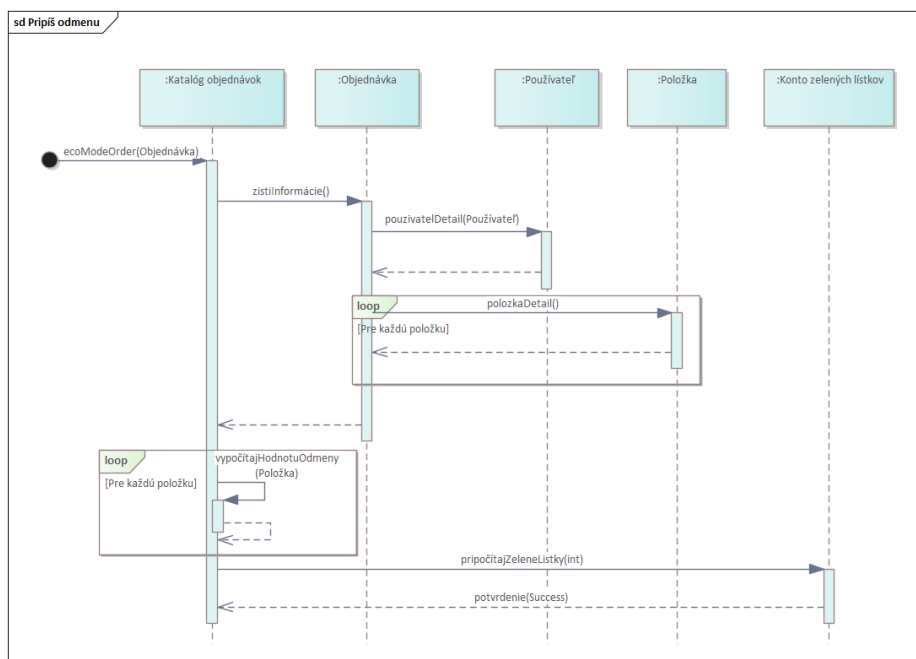 sd Pripíš odmenu
:Katalóg objednávok
:Objednávka
:Používateľ
:Položka
:Konto zelených lístkov
ecoModeOrder(Objednávka)
zistiInformácie()
pouzivatelDetail(Používateľ)
loop
polozkaDetail()
[Pre každú položku]
loop
vypočítajHodnotuOdmeny
(Položka)
[Pre každú položku]
pripočítajZeleneListky(int)
potvrdenie(Success)